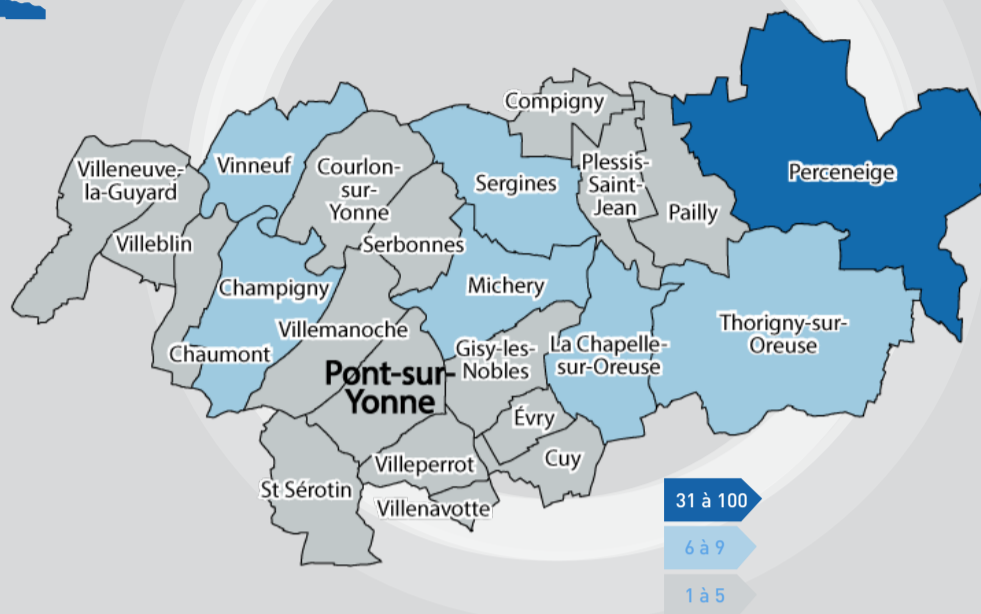 Compigny
Villeneuve-
la-Guyard
Vinneuf
Courlon-
sur-
Yonne
Sergines
Plessis-
Saint-
Jean
Pailly
Perceneige
Villeblin
Serbonnes
Champigny
Michery
Villemanoche
Thorigny-sur-
Oreuse
Chaumont
Gisy-les-
Nobles
La Chapelle-
sur-Oreuse
Pont-sur-
Yonne
Évry
Villeperrot
Cuy
St Sérotin
Villenavotte
31 à 100
6 à 9
1 à 5